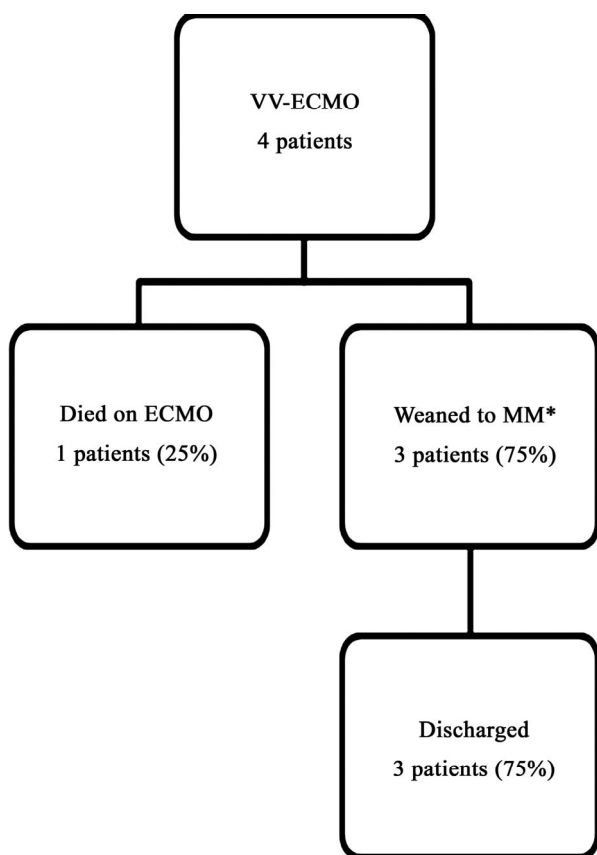 VV-ECMO
4 patients
Died on ECMO
1 patients (25%)
Weaned to MM*
3 patients (75%)
Discharged
3 patients (75%)